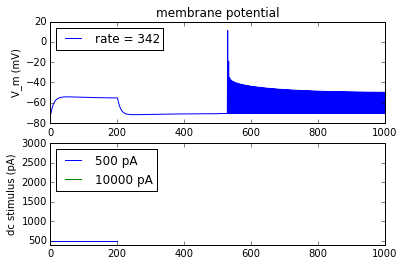 membrane potential
V_m (mV)
20
0
−20
−40
−60
−80
rate = 342
0 200 400 600 800 1000
dc stimulus (pA)
3000
2500
2000
1500
1000
500
500 pA
10000 pA
0 200 400 600 800 1000